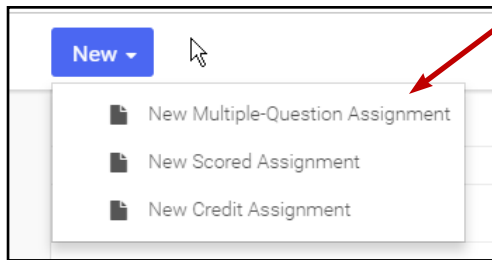 New
New Multiple-Question Assignment
New Scored Assignment
New Credit Assignment